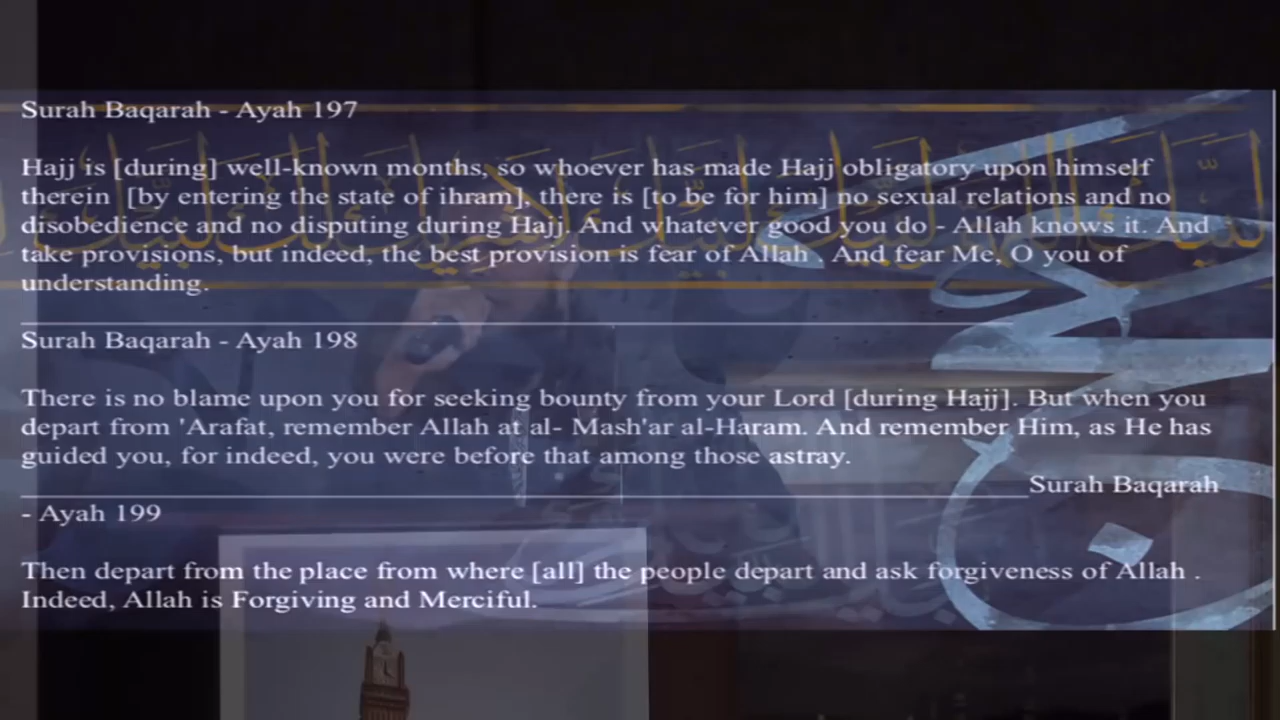 Surah Baqarah - Ayah 197
Hajj is [during] well-known months, so whoever has made Hajj obligatory upon himself
therein [by entering the state of ihram], there is [to be for him] no sexual relations and no
disobedience and no disputing during Hajj. And whatever good you do - Allah knows it. And
take provisions, but indeed, the best provision is fear of Allah . And fear Me, O you of
understanding.
Surah Baqarah - Ayah 198
There is no blame upon you for seeking bounty from your Lord [during Hajj]. But when you
depart from 'Arafat, remember Allah at al- Mash'ar al-Haram. And remember Him, as He has
guided you, for indeed, you were before that among those astray.
Surah Baqarah
- Ayah 199
Then depart from the place from where [all] the people depart and ask forgiveness of Allah .
Indeed, Allah is Forgiving and Merciful.